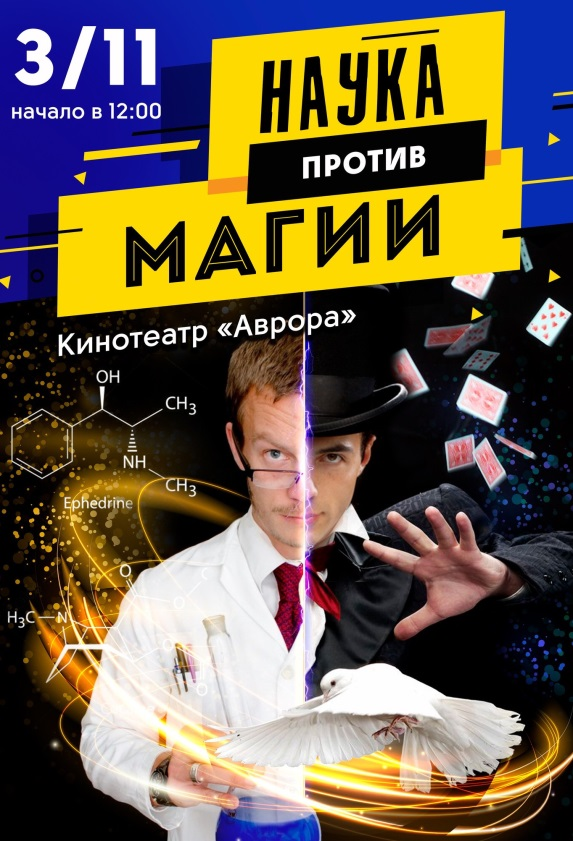 3/11
начало в 12:00
НАУКА
ПРОТИВ
МАГИИ
Кинотеатр «Аврора»
OH
CH3
NH
CH3
Ephedrine
O
O
H3C—N
O